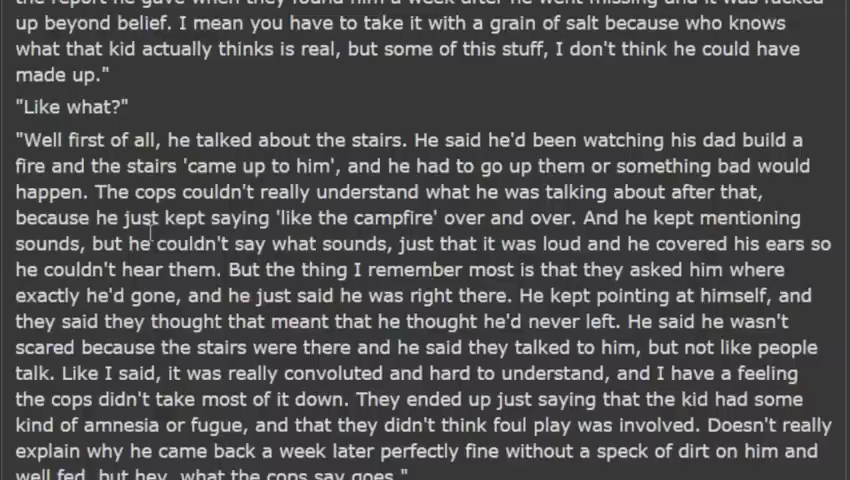 the report he gave when they found him a week after he went missing and it was fucked
up beyond belief. I mean you have to take it with a grain of salt because who knows
what that kid actually thinks is real, but some of this stuff, I don't think he could have
made up."
"Like what?"
"Well first of all, he talked about the stairs. He said he'd been watching his dad build a
fire and the stairs 'came up to him', and he had to go up them or something bad would
happen. The cops couldn't really understand what he was talking about after that,
because he just kept saying 'like the campfire' over and over. And he kept mentioning
sounds, but he couldn't say what sounds, just that it was loud and he covered his ears so
he couldn't hear them. But the thing I remember most is that they asked him where
exactly he'd gone, and he just said he was right there. He kept pointing at himself, and
they said they thought that meant that he thought he'd never left. He said he wasn't
scared because the stairs were there and he said they talked to him, but not like people
talk. Like I said, it was really convoluted and hard to understand, and I have a feeling
the cops didn't take most of it down. They ended up just saying that the kid had some
kind of amnesia or fugue, and that they didn't think foul play was involved. Doesn't really
explain why he came back a week later perfectly fine without a speck of dirt on him and
well fed, but hey, what the cops say goes."